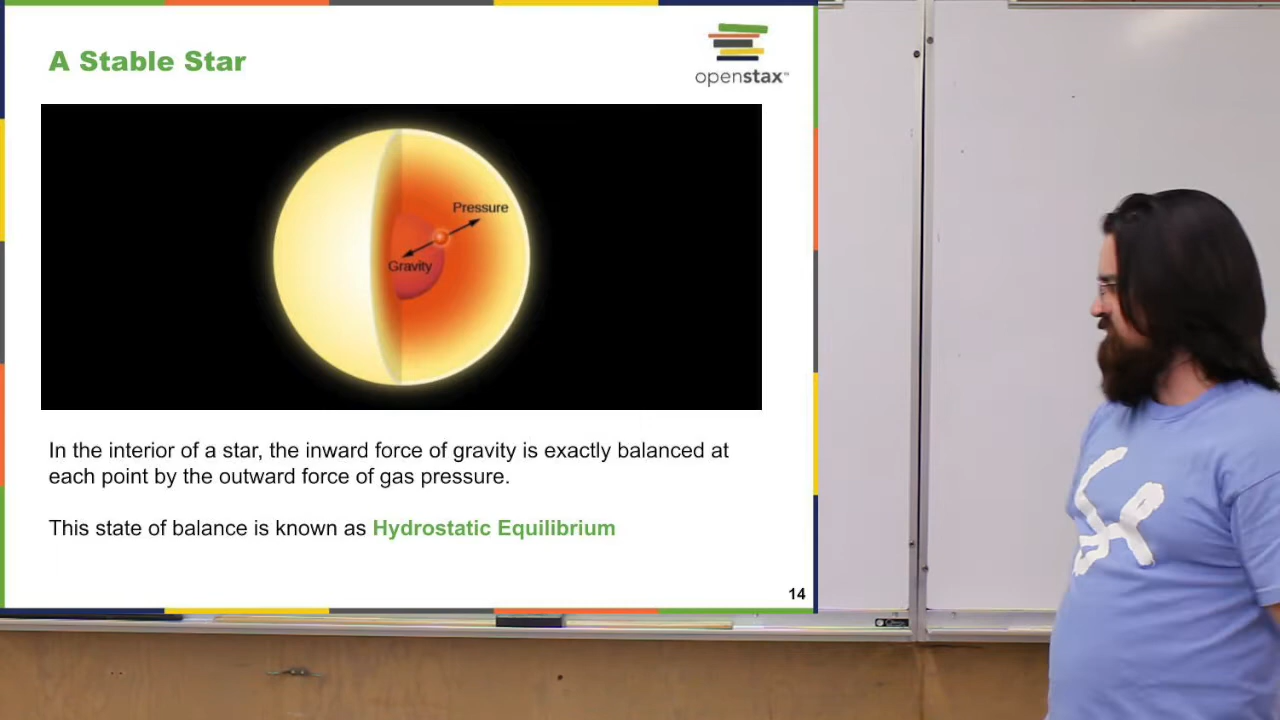 A Stable Star
openstax™
Pressure
Gravity
In the interior of a star, the inward force of gravity is exactly balanced at
each point by the outward force of gas pressure.
This state of balance is known as Hydrostatic Equilibrium
14